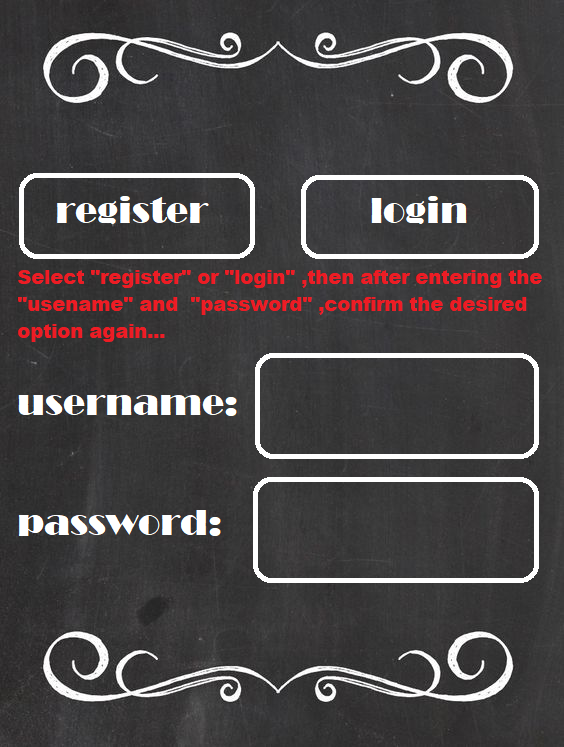 register login
Select "register" or "login" ,then after entering the
"usename" and "password" ,confirm the desired
option again...
username:
password: